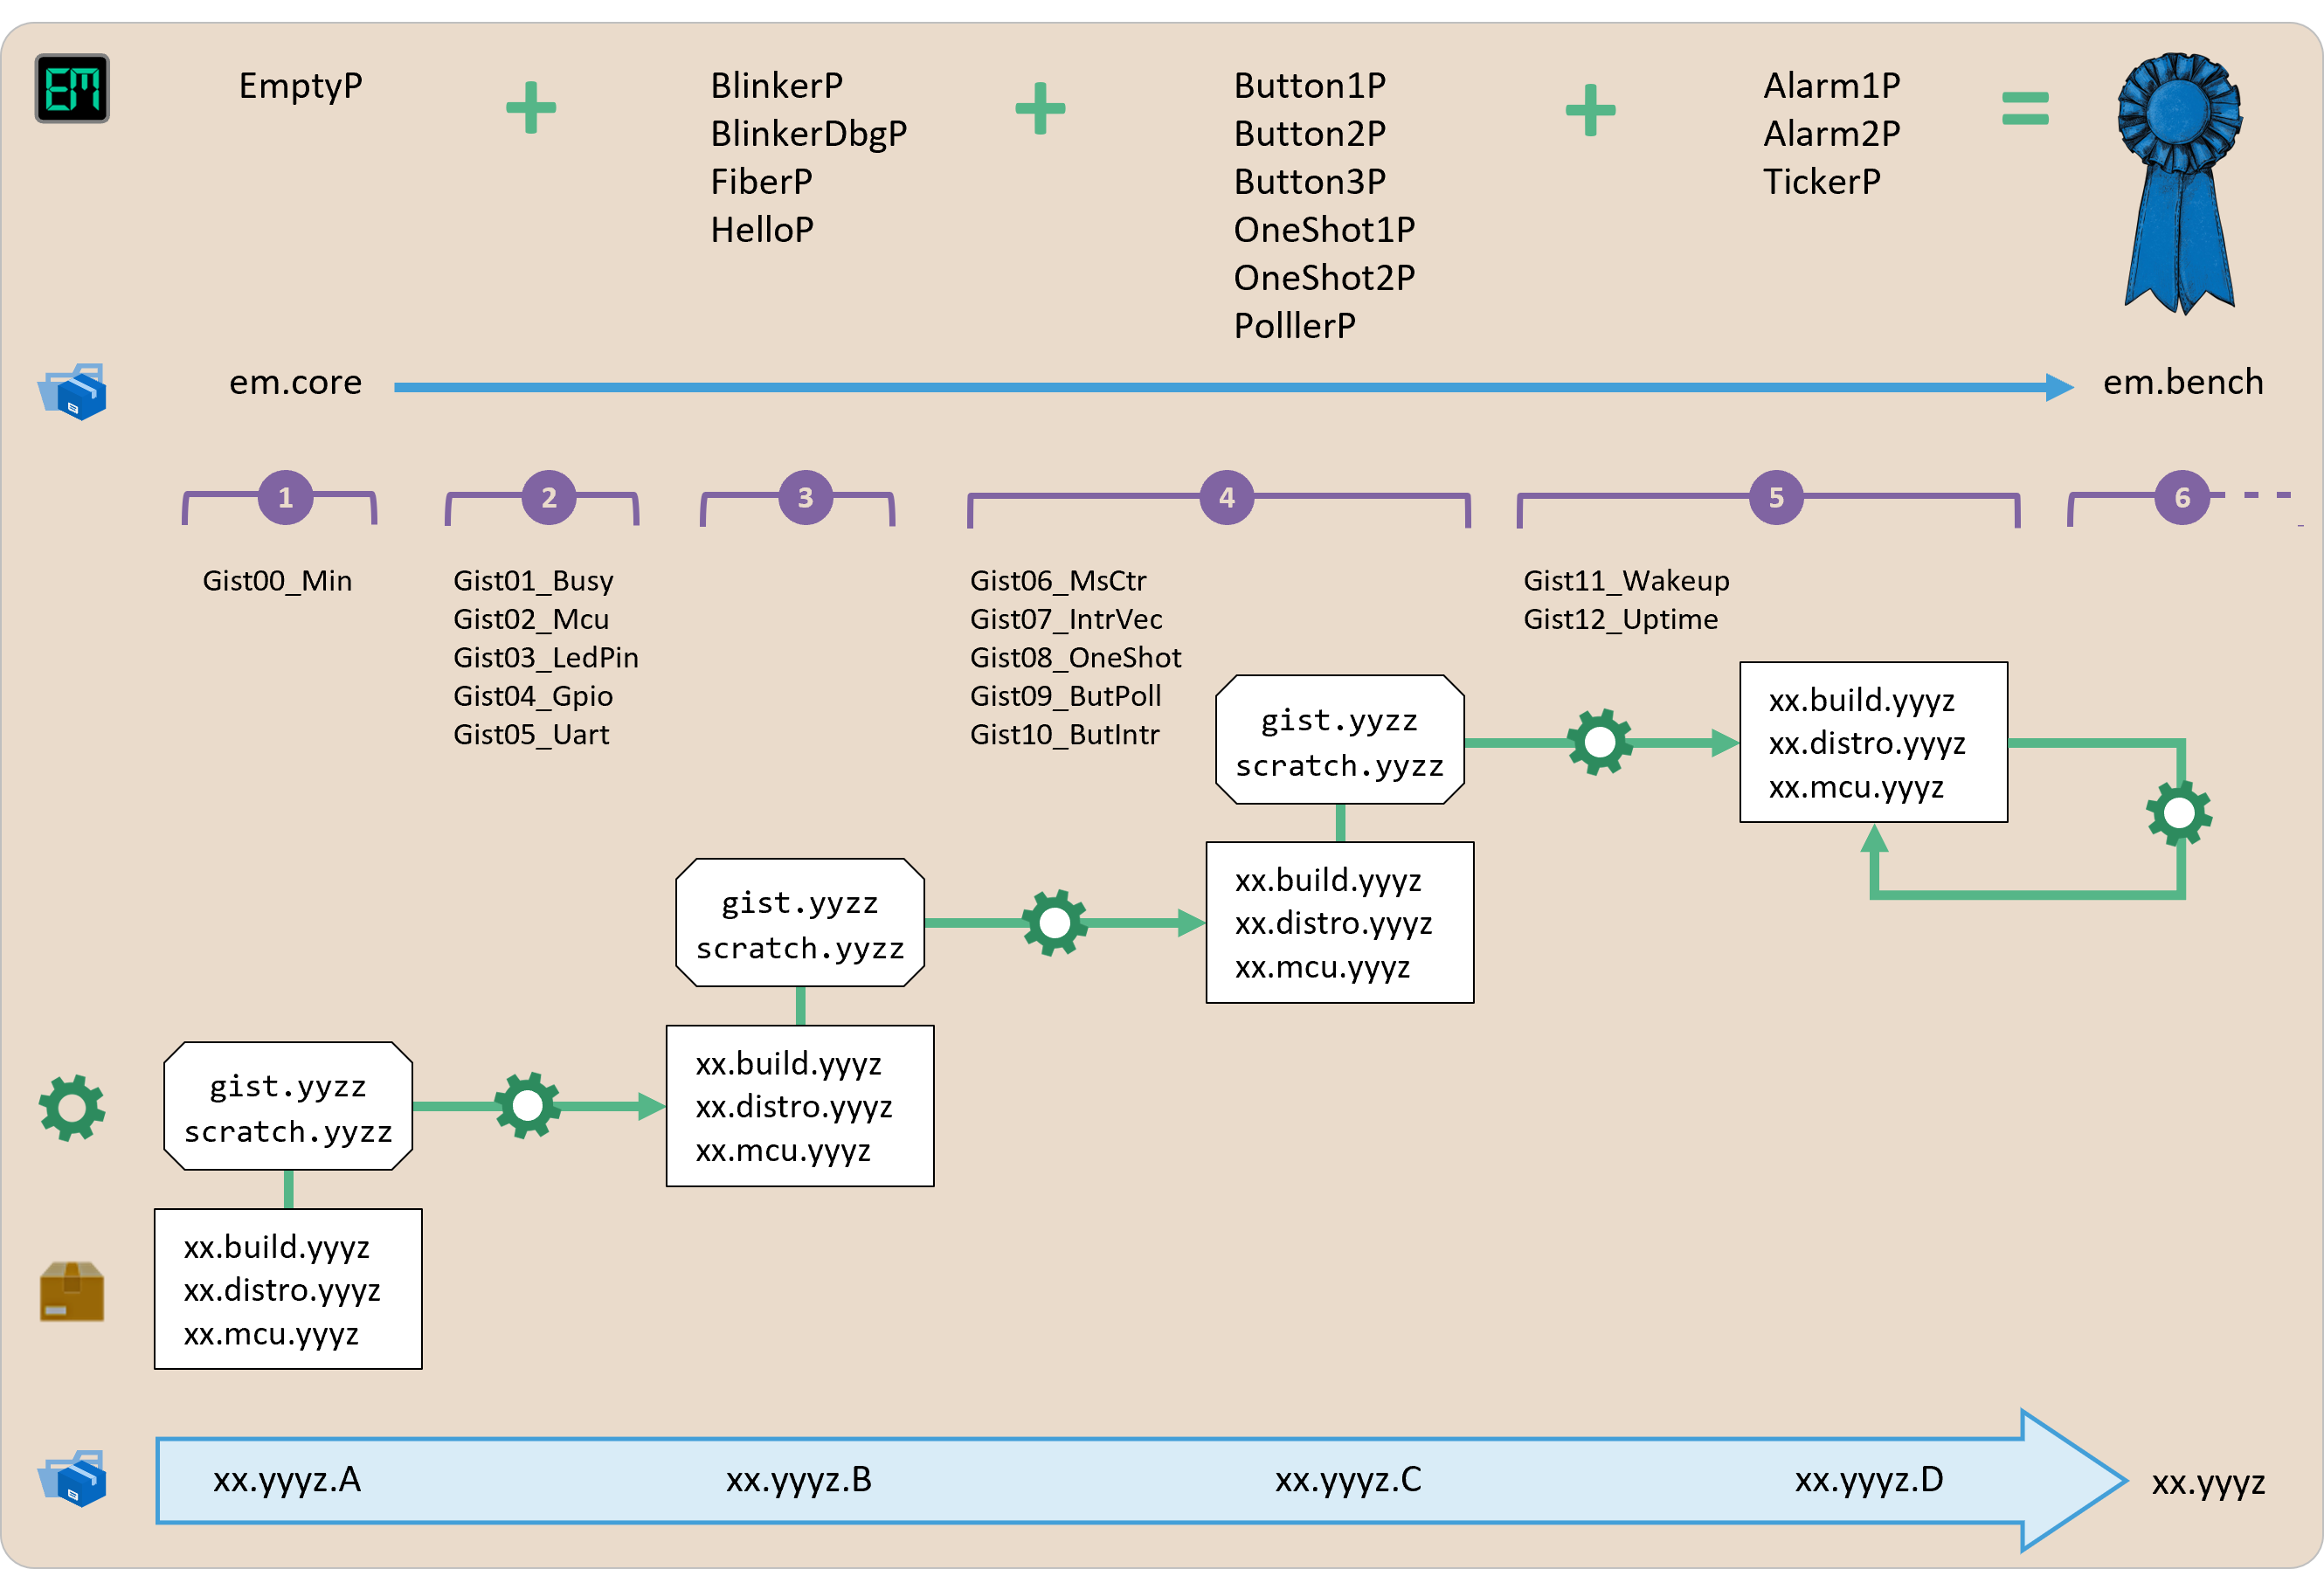 EM
EmptyP
BlinkerP
BlinkerDbgP
FiberP
HelloP
Button1P
Button2P
Button3P
OneShot1P
OneShot2P
PolllerP
Alarm1P
Alarm2P
TickerP
+
+
+
=
em.core
em.bench
1
2
3
4
5
6
Gist00_Min
Gist01_Busy
Gist02_Mcu
Gist03_LedPin
Gist04_Gpio
Gist05_Uart
Gist06_MsCtr
Gist07_IntrVec
Gist08_OneShot
Gist09_ButPoll
Gist10_ButIntr
Gist11_Wakeup
Gist12_Uptime
gist.yyzz
scratch.yyzz
xx.build.yyyz
xx.distro.yyyz
xx.mcu.yyyz
gist.yyzz
scratch.yyzz
xx.build.yyyz
xx.distro.yyyz
xx.mcu.yyyz
gist.yyzz
scratch.yyzz
xx.build.yyyz
xx.distro.yyyz
xx.mcu.yyyz
xx.build.yyyz
xx.distro.yyyz
xx.mcu.yyyz
xx.yyyz.A
xx.yyyz.B
xx.yyyz.C
xx.yyyz.D
xx.yyyz